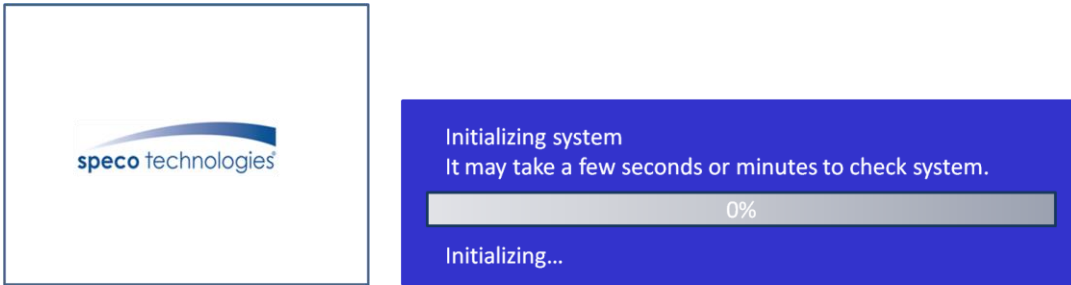 speco technologies®
Initializing system
It may take a few seconds or minutes to check system.
0%
Initializing...